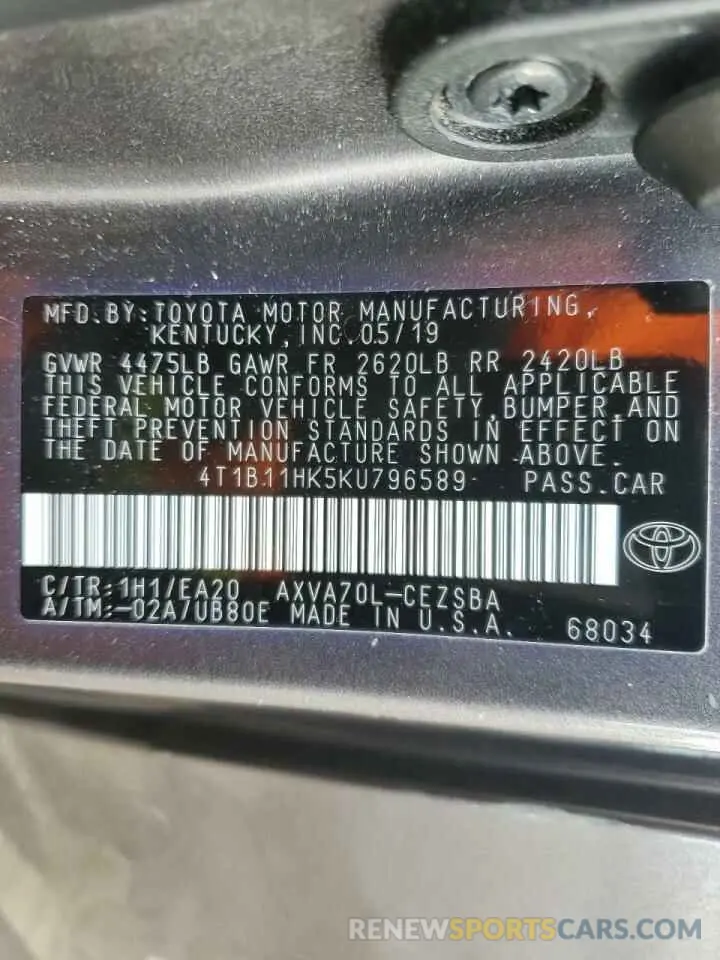 MFD.BY:TOYOTA MOTOR MANUFACTURING,
KENTUCKY,INC 05/19
GVWR 4475LB GAWR FR 2620LB RR 2420LB
THIS VEHICLE CONFORMS TO ALL APPLICABLE
FEDERAL MOTOR VEHICLE SAFETY,BUMPER,AND
THEFT PREVENTION STANDARDS IN EFFECT ON
THE DATE OF MANUFACTURE SHOWN ABOVE.
4T1B11HK5KU796589 PASS.CAR
C/TR:1H1/EA20 AXVA70L-CEZSBA
A/TM:-02A/UB80E MADE IN U.S.A. 68034
RENEWSPORTSCARS.COM